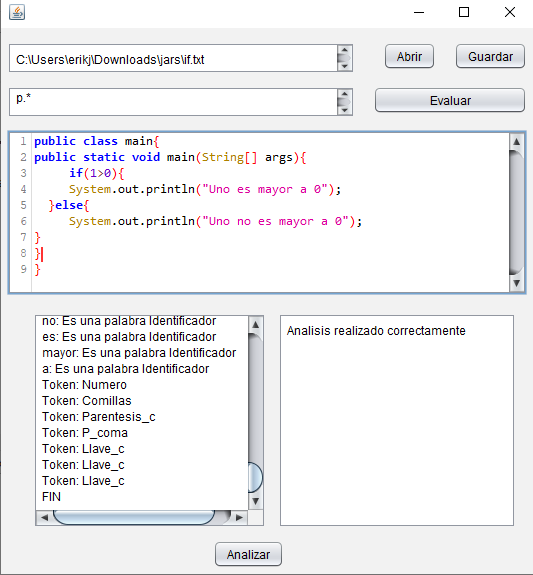 C:\Users\erikj\Downloads\jars\if.txt
Abrir
Guardar
p.*
Evaluar
1 public class main{
2 public static void main(String[] args){
3 if(1>0){
4 System.out.println("Uno es mayor a 0");
5 }else{
6 System.out.println("Uno no es mayor a 0");
7 }
8 }
9 }
no: Es una palabra Identificador
es: Es una palabra Identificador
mayor: Es una palabra Identificador
a: Es una palabra Identificador
Token: Numero
Token: Comillas
Token: Parentesis_c
Token: P_coma
Token: Llave_c
Token: Llave_c
Token: Llave_c
FIN
Analisis realizado correctamente
Analizar